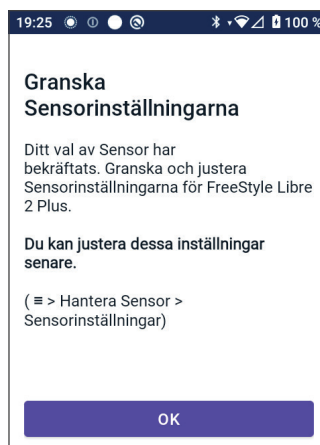 19:25 100 %
Granska
Sensorinställningarna
Ditt val av Sensor har
bekräftats. Granska och justera
Sensorinställningarna för FreeStyle Libre
2 Plus.
Du kan justera dessa inställningar
senare.
( ≡ > Hantera Sensor >
Sensorinställningar)
OK